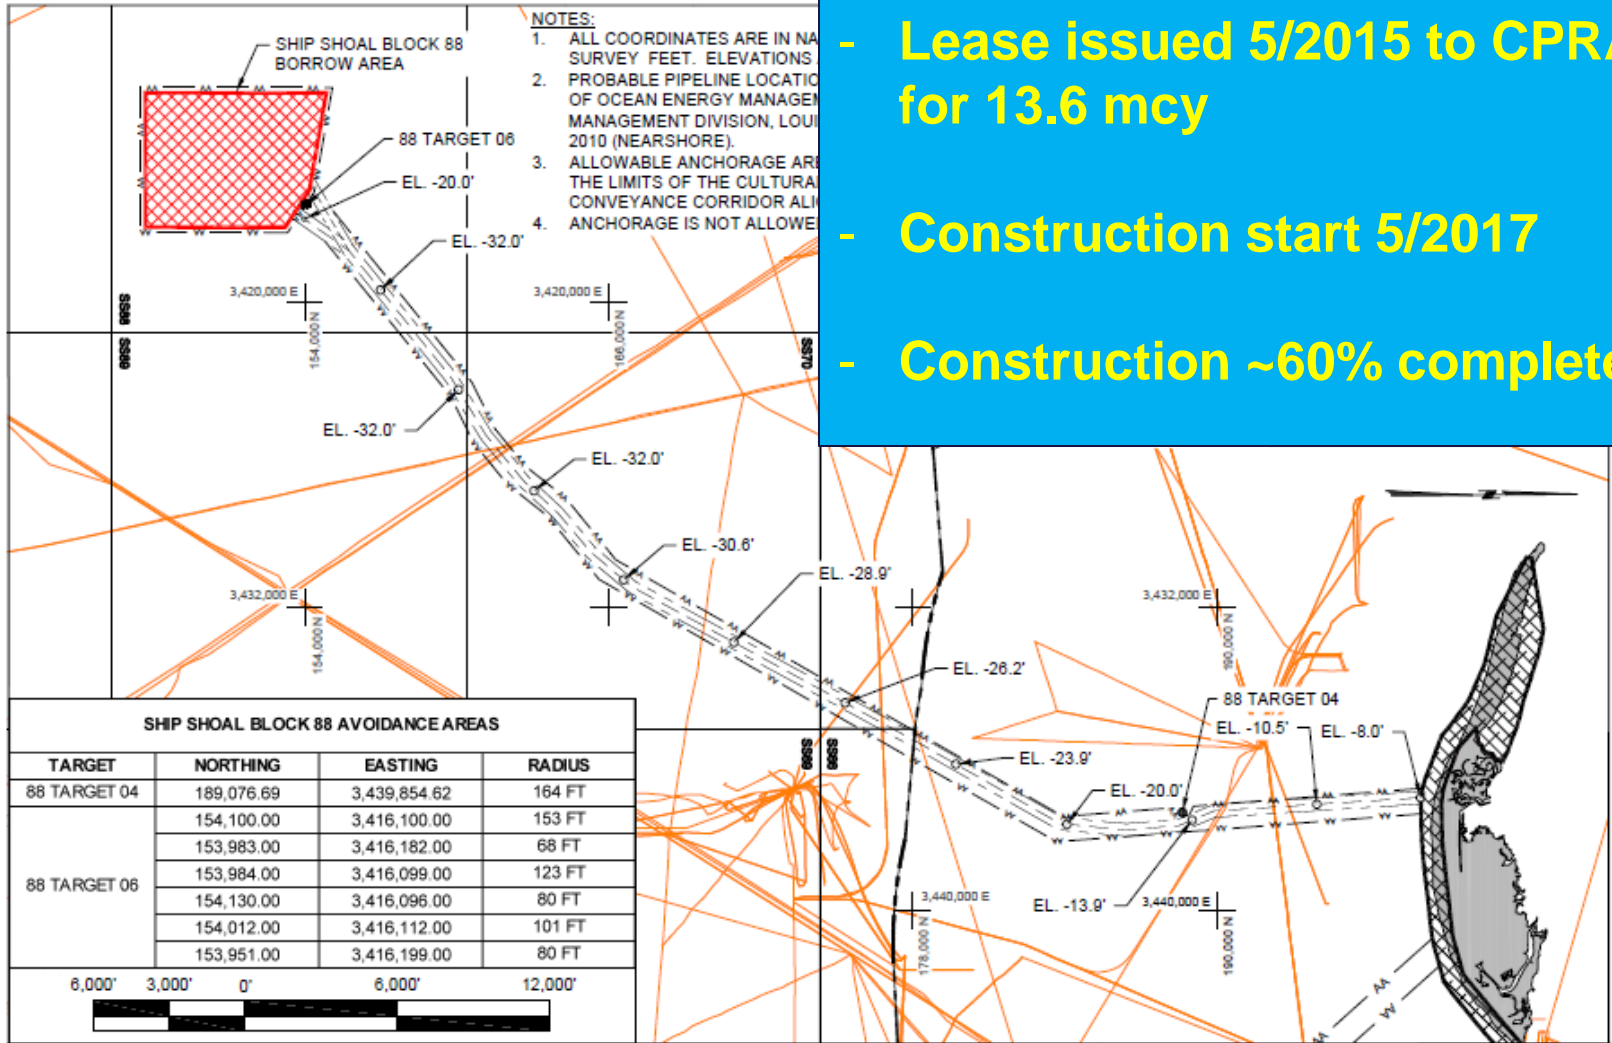 NOTES:
1. ALL COORDINATES ARE IN NA
SURVEY FEET. ELEVATIONS
2. PROBABLE PIPELINE LOCATIO
OF OCEAN ENERGY MANAGEM
MANAGEMENT DIVISION, LOUI
2010 (NEARSHORE).
3. ALLOWABLE ANCHORAGE ARE
THE LIMITS OF THE CULTURA
CONVEYANCE CORRIDOR ALI
4. ANCHORAGE IS NOT ALLOWE
- Lease issued 5/2015 to CPRA
for 13.6 mcy
- Construction start 5/2017
- Construction ~60% complete
SHIP SHOAL BLOCK 88
BORROW AREA
88 TARGET 06
EL. -20.0'
EL. -32.0'
3,420,000 E
154,000 N
3,420,000 E
166,000 N
SS88
SS89
SS70
EL. -32.0'
EL. -32.0'
EL. -30.6'
EL. -28.9'
3,432,000 E
154,000 N
3,432,000 E
190,000 N
EL. -26.2'
88 TARGET 04
EL. -10.5'
EL. -8.0'
SS69
SS66
EL. -23.9'
EL. -20.0'
EL. -13.9'
3,440,000 E
178,000 N
3,440,000 E
190,000 N
N
SHIP SHOAL BLOCK 88 AVOIDANCE AREAS
TARGET NORTHING EASTING RADIUS
88 TARGET 04 189,076.69 3,439,854.62 164 FT
88 TARGET 06 154,100.00 3,416,100.00 153 FT
153,983.00 3,416,182.00 68 FT
153,984.00 3,416,099.00 123 FT
154,130.00 3,416,096.00 80 FT
154,012.00 3,416,112.00 101 FT
153,951.00 3,416,199.00 80 FT
6,000' 3,000' 0' 6,000' 12,000'